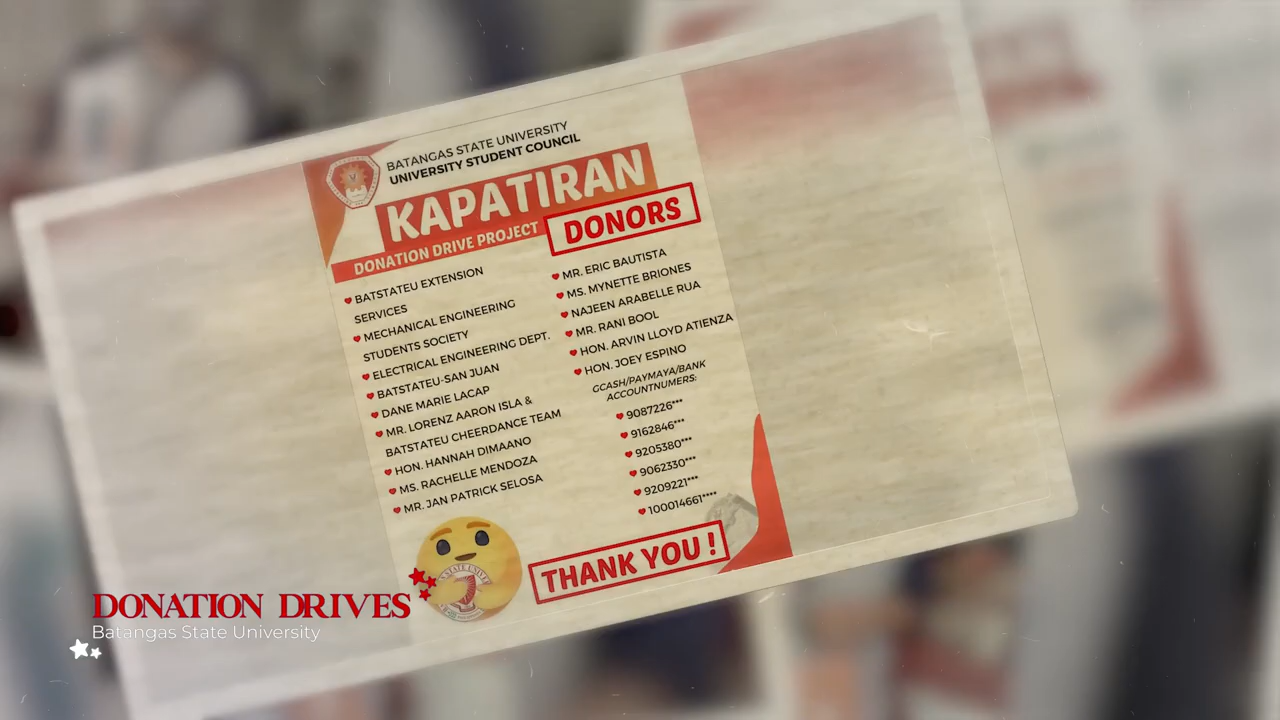 BATANGAS STATE UNIVERSITY
UNIVERSITY STUDENT COUNCIL
KAPATIRAN
DONATION DRIVE PROJECT
DONORS
BATSTATEU EXTENSION
SERVICES
MECHANICAL ENGINEERING
STUDENTS SOCIETY
ELECTRICAL ENGINEERING DEPT.
BATSTATEU-SAN JUAN
DANE MARIE LACAP
MR. LORENZ AARON ISLA &
BATSTATEU CHEERDANCE TEAM
HON. HANNAH DIMAANO
MS. RACHELLE MENDOZA
MR. JAN PATRICK SELOSA
MR. ERIC BAUTISTA
MS. MYNETTE BRIONES
NAJEEN ARABELLE RUA
MR. RANI BOOL
HON. ARVIN LLOYD ATIENZA
HON. JOEY ESPINO
GCASH/PAYMAYA/BANK
ACCOUNTNUMERS:
9087226***
9162846***
9205380***
9062330***
9209221***
100014661****
THANK YOU !
DONATION DRIVES
Batangas State University